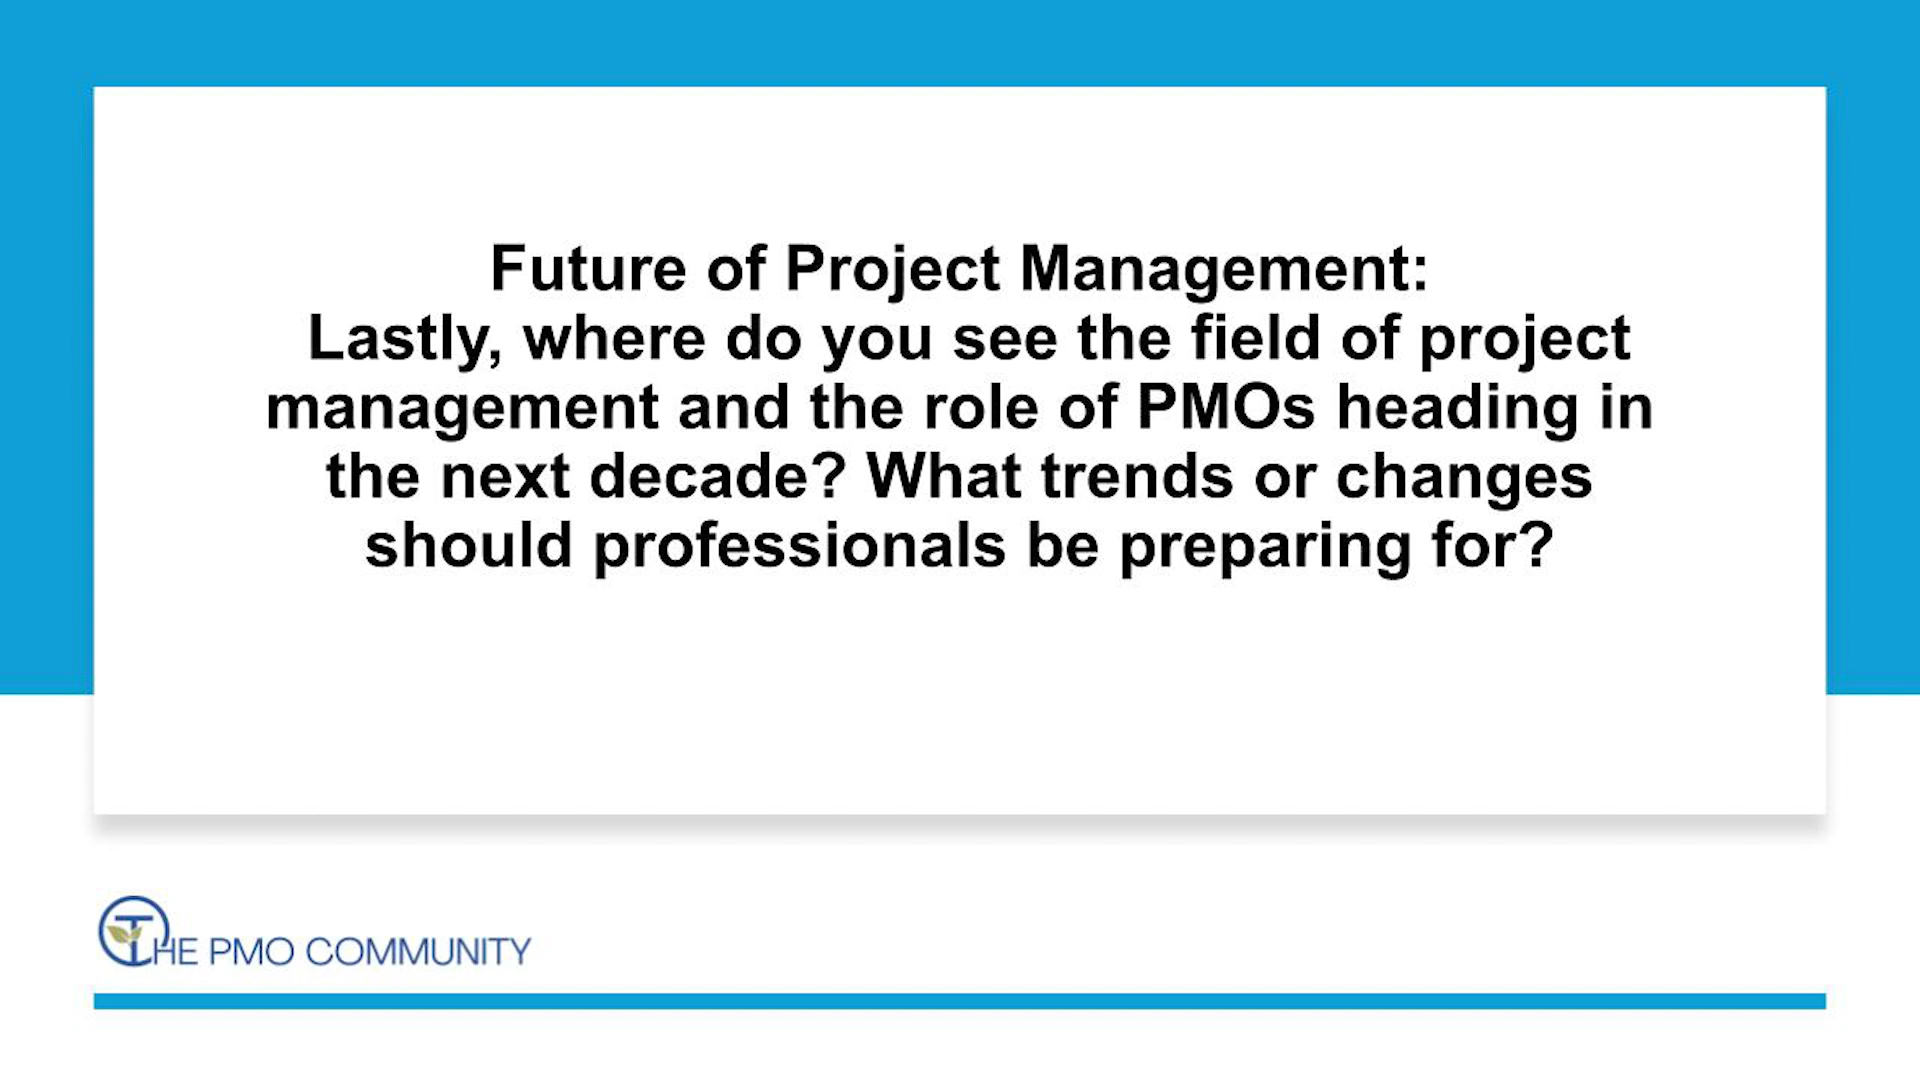 Future of Project Management:
Lastly, where do you see the field of project
management and the role of PMOs heading in
the next decade? What trends or changes
should professionals be preparing for?
THE PMO COMMUNITY